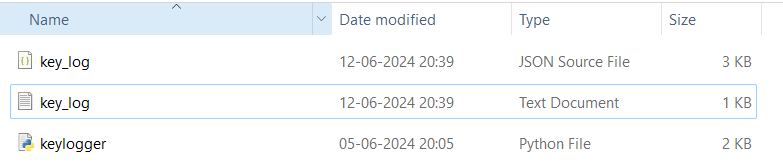 Name Date modified Type Size
key_log 12-06-2024 20:39 JSON Source File 3 KB
key_log 12-06-2024 20:39 Text Document 1 KB
keylogger 05-06-2024 20:05 Python File 2 KB